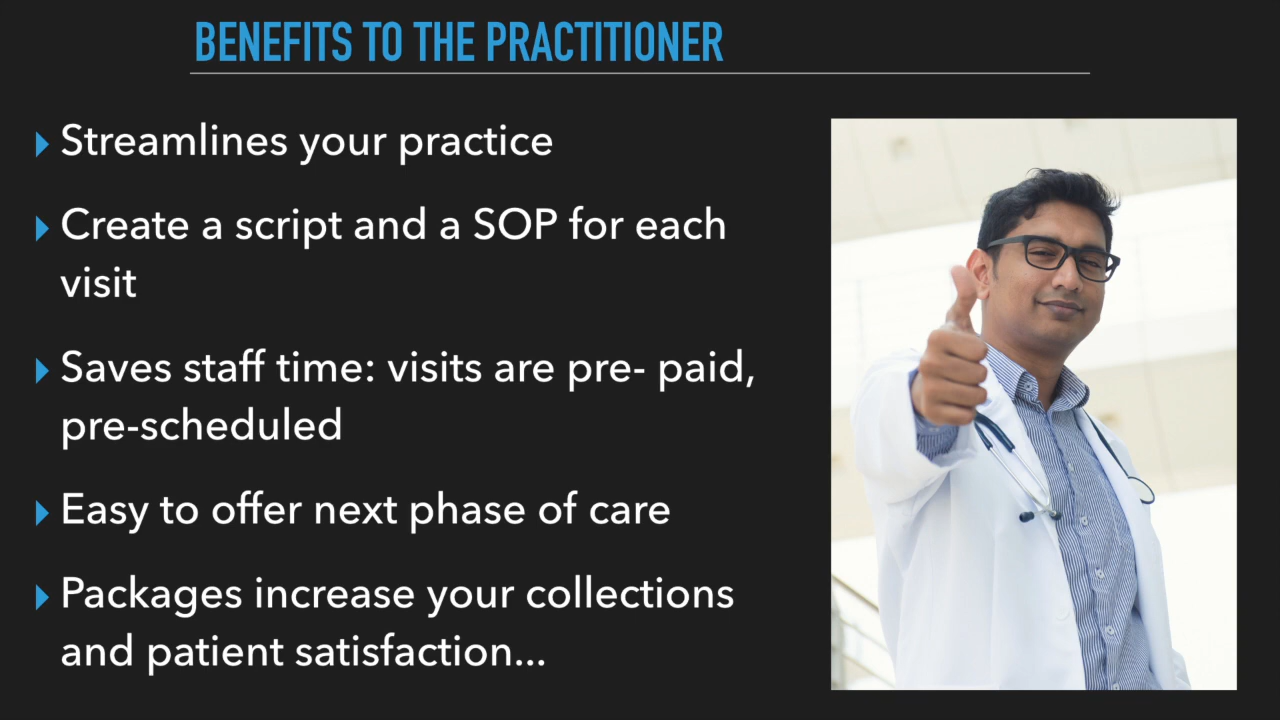 BENEFITS TO THE PRACTITIONER
Streamlines your practice
Create a script and a SOP for each
visit
Saves staff time: visits are pre- paid,
pre-scheduled
Easy to offer next phase of care
Packages increase your collections
and patient satisfaction...